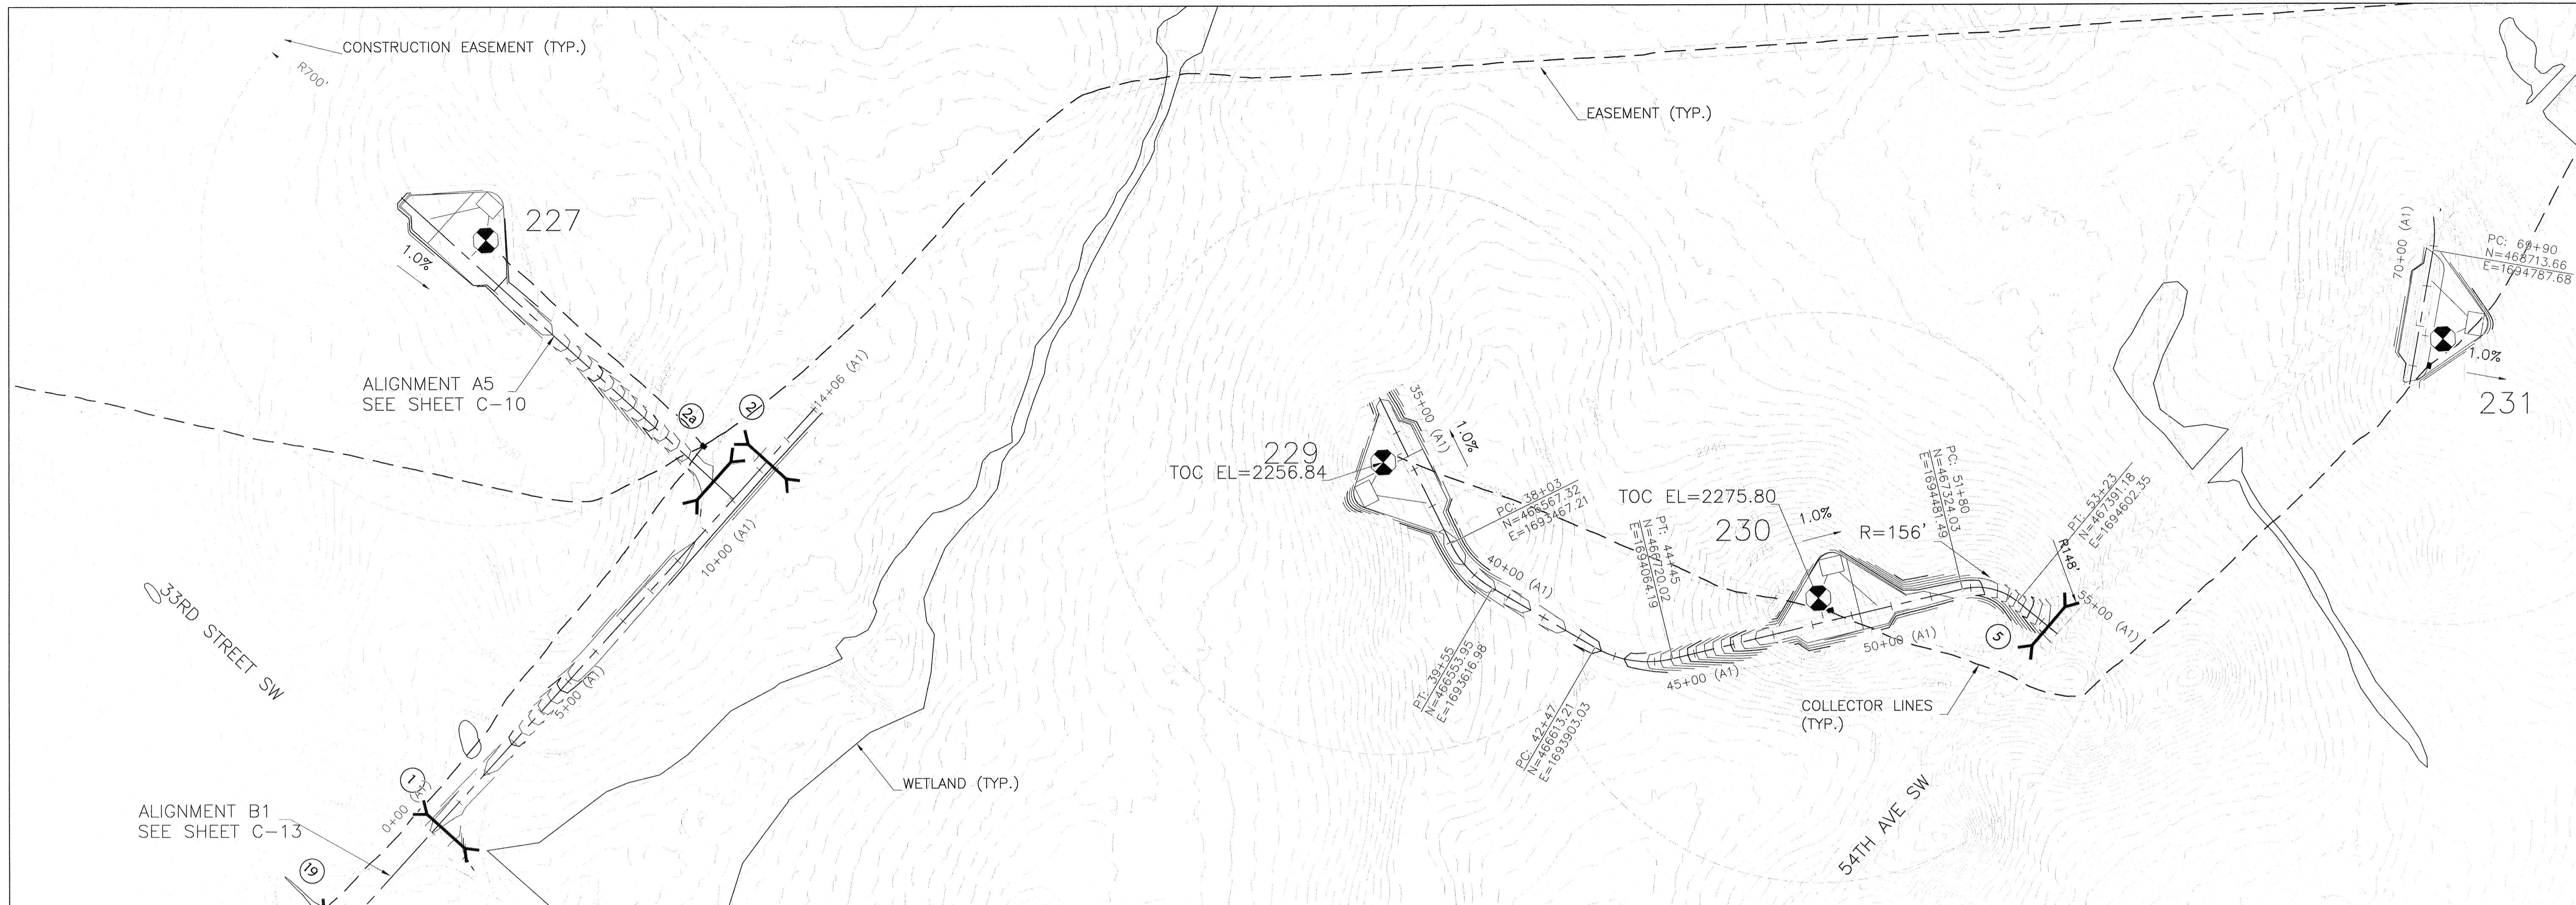 CONSTRUCTION EASEMENT (TYP.)
R700'
EASEMENT (TYP.)
227
1.0%
ALIGNMENT A5
SEE SHEET C-10
2a
2
14+06 (A1)
10+00 (A1)
5+00 (A1)
33RD STREET SW
1
0+00 (A1)
ALIGNMENT B1
SEE SHEET C-13
19
WETLAND (TYP.)
229
TOC EL=2256.84
35+00 (A1)
1.0%
PC: 38+03
N=466567.32
E=1693467.21
40+00 (A1)
PT: 39+55
N=466553.95
E=1693616.98
PC: 42+47
N=466613.21
E=1693903.03
PT: 44+45
N=466720.02
E=1694064.19
45+00 (A1)
TOC EL=2275.80
230
1.0%
R=156'
50+00 (A1)
PC: 51+80
N=467324.03
E=1694481.49
PT: 53+23
N=467391.18
E=1694602.35
R148'
55+00 (A1)
5
COLLECTOR LINES
(TYP.)
54TH AVE SW
70+00 (A1)
PC: 69+90
N=468713.66
E=1694787.68
1.0%
231